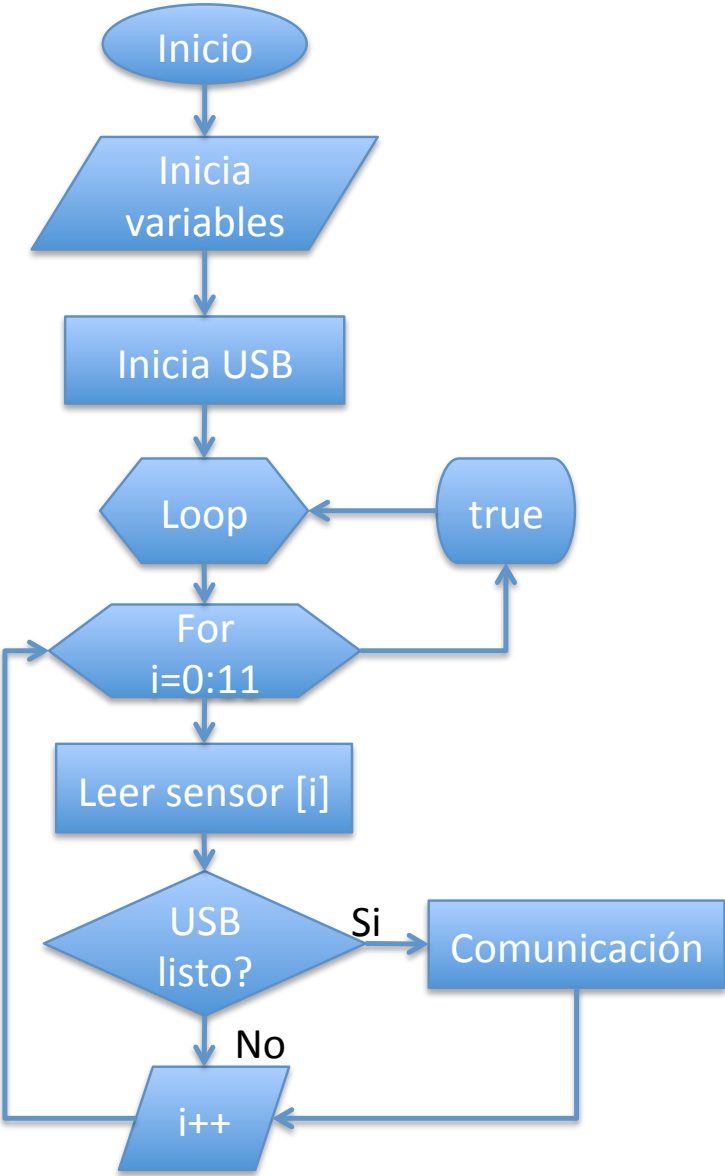 Inicio
Inicia
variables
Inicia USB
Loop
true
For
i=0:11
Leer sensor [i]
USB
listo?
Si
Comunicación
No
i++